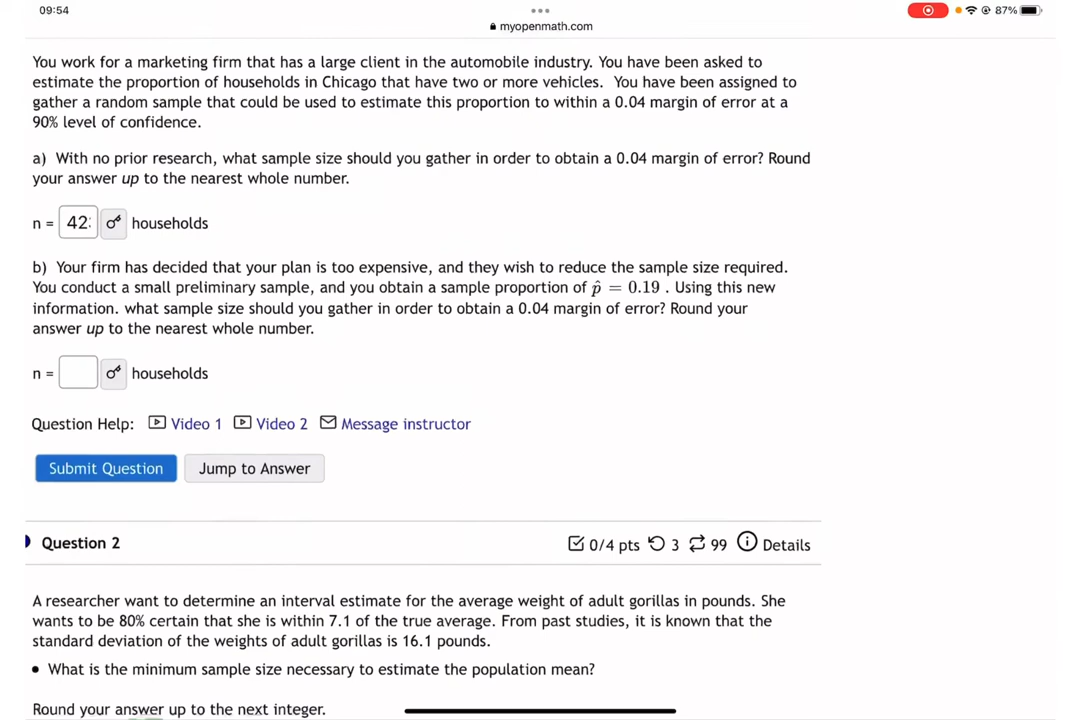 09:54
87%
myopenmath.com
You work for a marketing firm that has a large client in the automobile industry. You have been asked to
estimate the proportion of households in Chicago that have two or more vehicles. You have been assigned to
gather a random sample that could be used to estimate this proportion to within a 0.04 margin of error at a
90% level of confidence.
a) With no prior research, what sample size should you gather in order to obtain a 0.04 margin of error? Round
your answer up to the nearest whole number.
n = 42 households
b) Your firm has decided that your plan is too expensive, and they wish to reduce the sample size required.
You conduct a small preliminary sample, and you obtain a sample proportion of p̂ = 0.19 . Using this new
information. what sample size should you gather in order to obtain a 0.04 margin of error? Round your
answer up to the nearest whole number.
n = households
Question Help: Video 1 Video 2 Message instructor
Submit Question Jump to Answer
Question 2 0/4 pts 3 99 Details
A researcher want to determine an interval estimate for the average weight of adult gorillas in pounds. She
wants to be 80% certain that she is within 7.1 of the true average. From past studies, it is known that the
standard deviation of the weights of adult gorillas is 16.1 pounds.
• What is the minimum sample size necessary to estimate the population mean?
Round your answer up to the next integer.